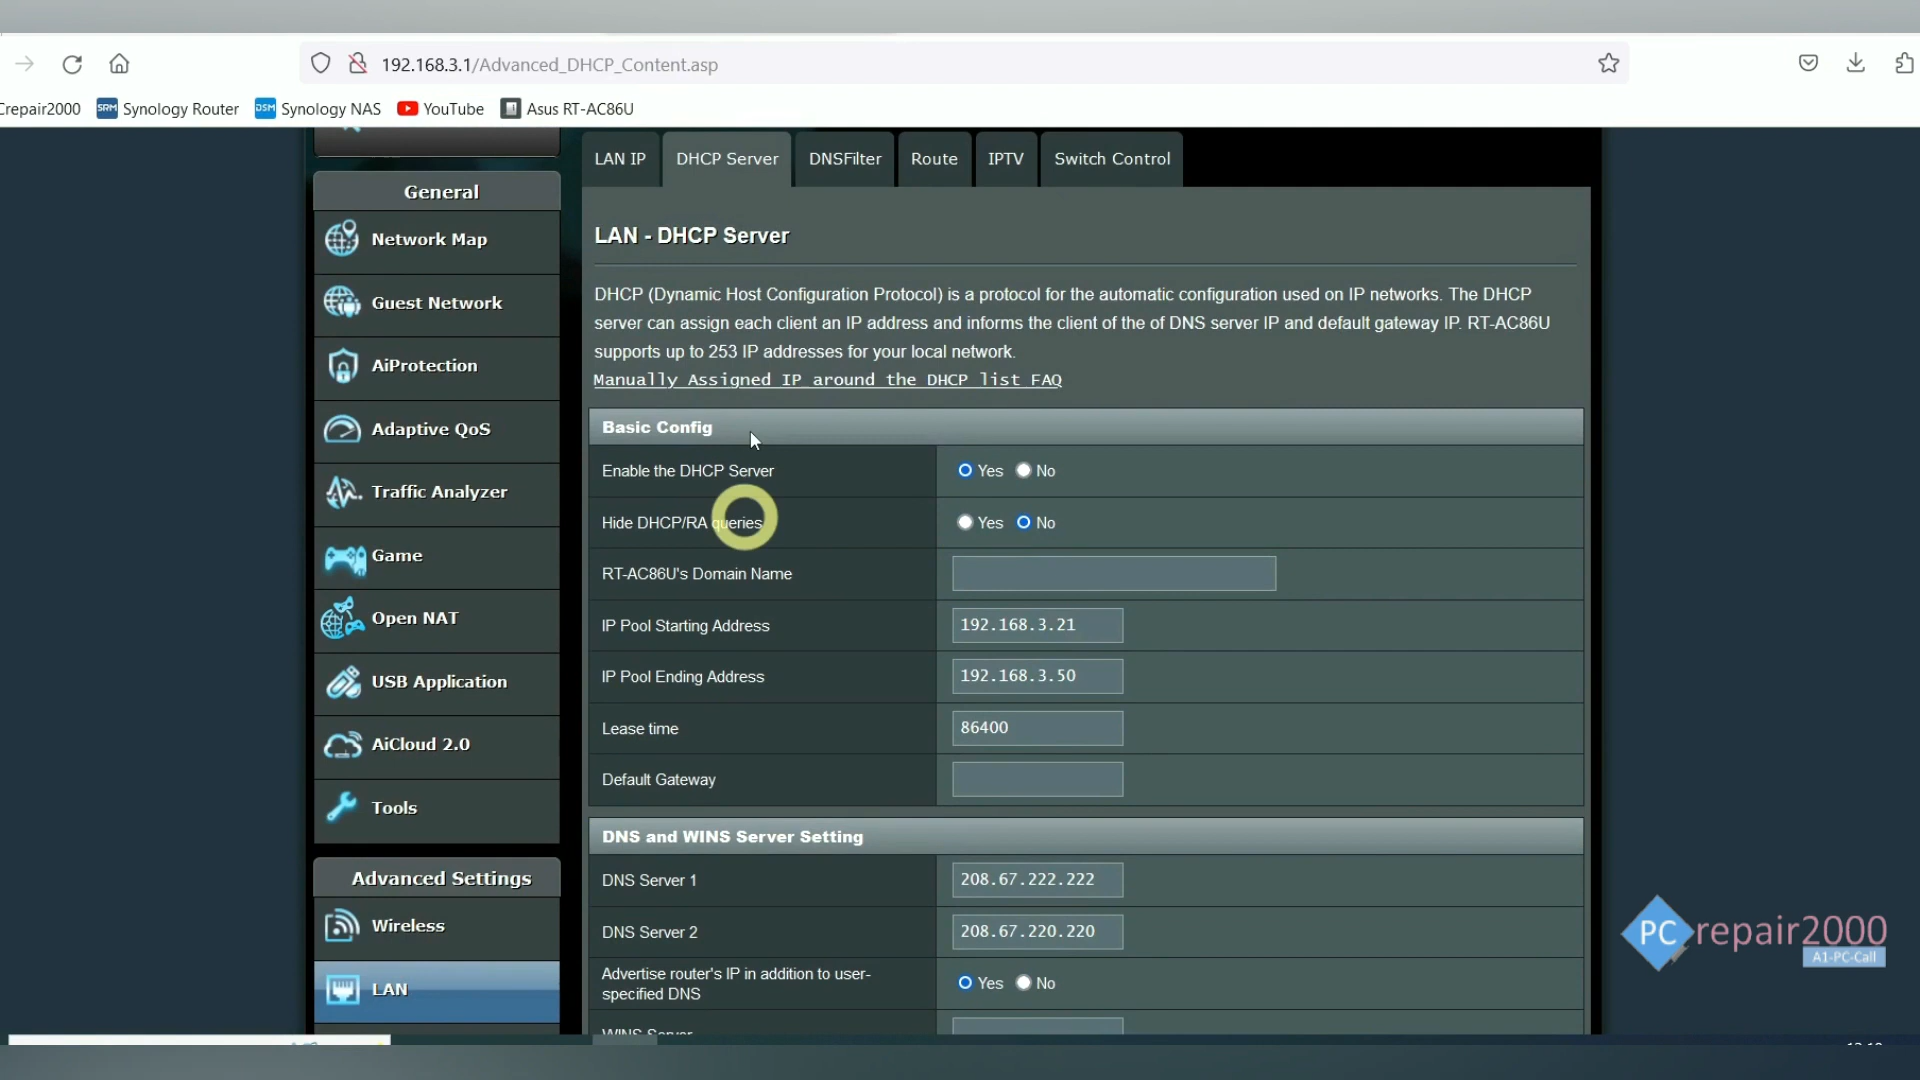 192.168.3.1/Advanced_DHCP_Content.asp
crepair2000
SRM Synology Router
DSM Synology NAS
YouTube
Asus RT-AC86U
LAN IP
DHCP Server
DNSFilter
Route
IPTV
Switch Control
General
Network Map
Guest Network
AiProtection
Adaptive QoS
Traffic Analyzer
Game
Open NAT
USB Application
AiCloud 2.0
Tools
Advanced Settings
Wireless
LAN
LAN - DHCP Server
DHCP (Dynamic Host Configuration Protocol) is a protocol for the automatic configuration used on IP networks. The DHCP
server can assign each client an IP address and informs the client of the of DNS server IP and default gateway IP. RT-AC86U
supports up to 253 IP addresses for your local network.
Manually Assigned IP around the DHCP list FAQ
Basic Config
Enable the DHCP Server Yes No
Hide DHCP/RA queries Yes No
RT-AC86U's Domain Name
IP Pool Starting Address 192.168.3.21
IP Pool Ending Address 192.168.3.50
Lease time 86400
Default Gateway
DNS and WINS Server Setting
DNS Server 1 208.67.222.222
DNS Server 2 208.67.220.220
Advertise router's IP in addition to user-
specified DNS Yes No
WINS Server
PCrepair2000
A1-PC-Call